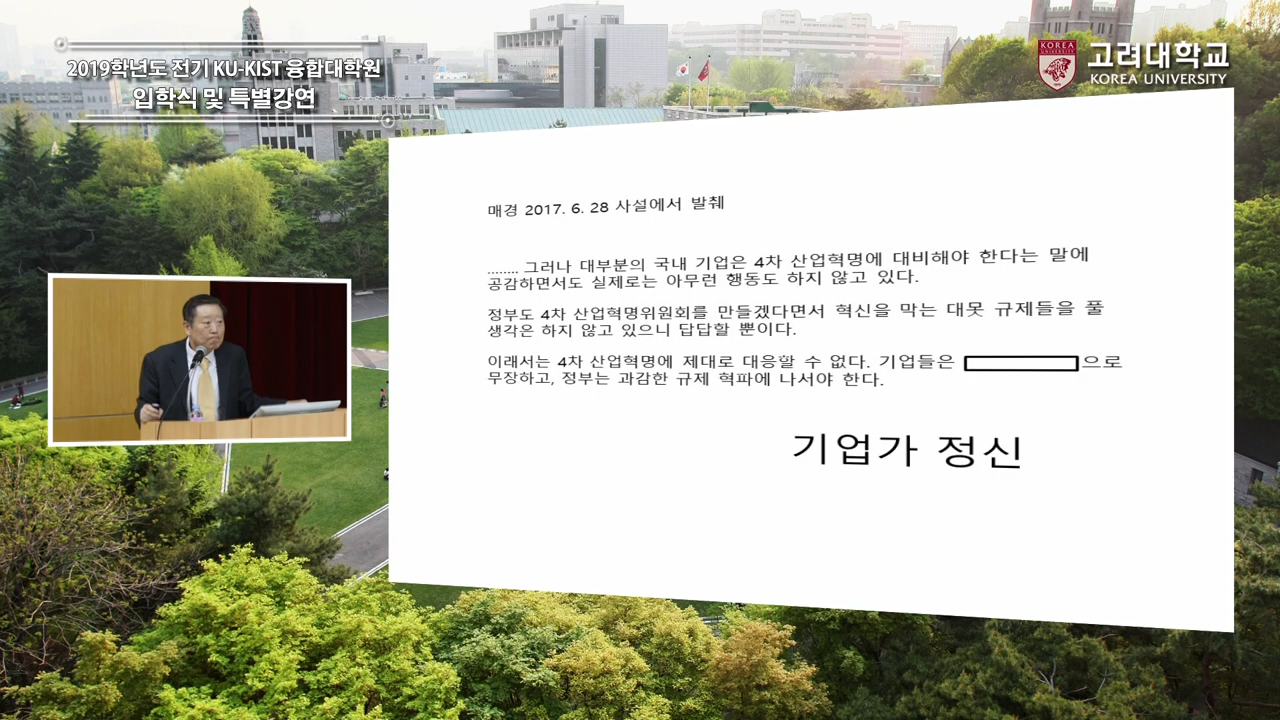 2019학년도 전기 KU-KIST 융합대학원
입학식 및 특별강연
KOREA
UNIVERSITY
고려대학교
KOREA UNIVERSITY
매경 2017. 6. 28 사설에서 발췌
........ 그러나 대부분의 국내 기업은 4차 산업혁명에 대비해야 한다는 말에
공감하면서도 실제로는 아무런 행동도 하지 않고 있다.
정부도 4차 산업혁명위원회를 만들겠다면서 혁신을 막는 대못 규제들을 풀
생각은 하지 않고 있으니 답답할 뿐이다.
이래서는 4차 산업혁명에 제대로 대응할 수 없다. 기업들은 으로
무장하고, 정부는 과감한 규제 혁파에 나서야 한다.
기업가 정신